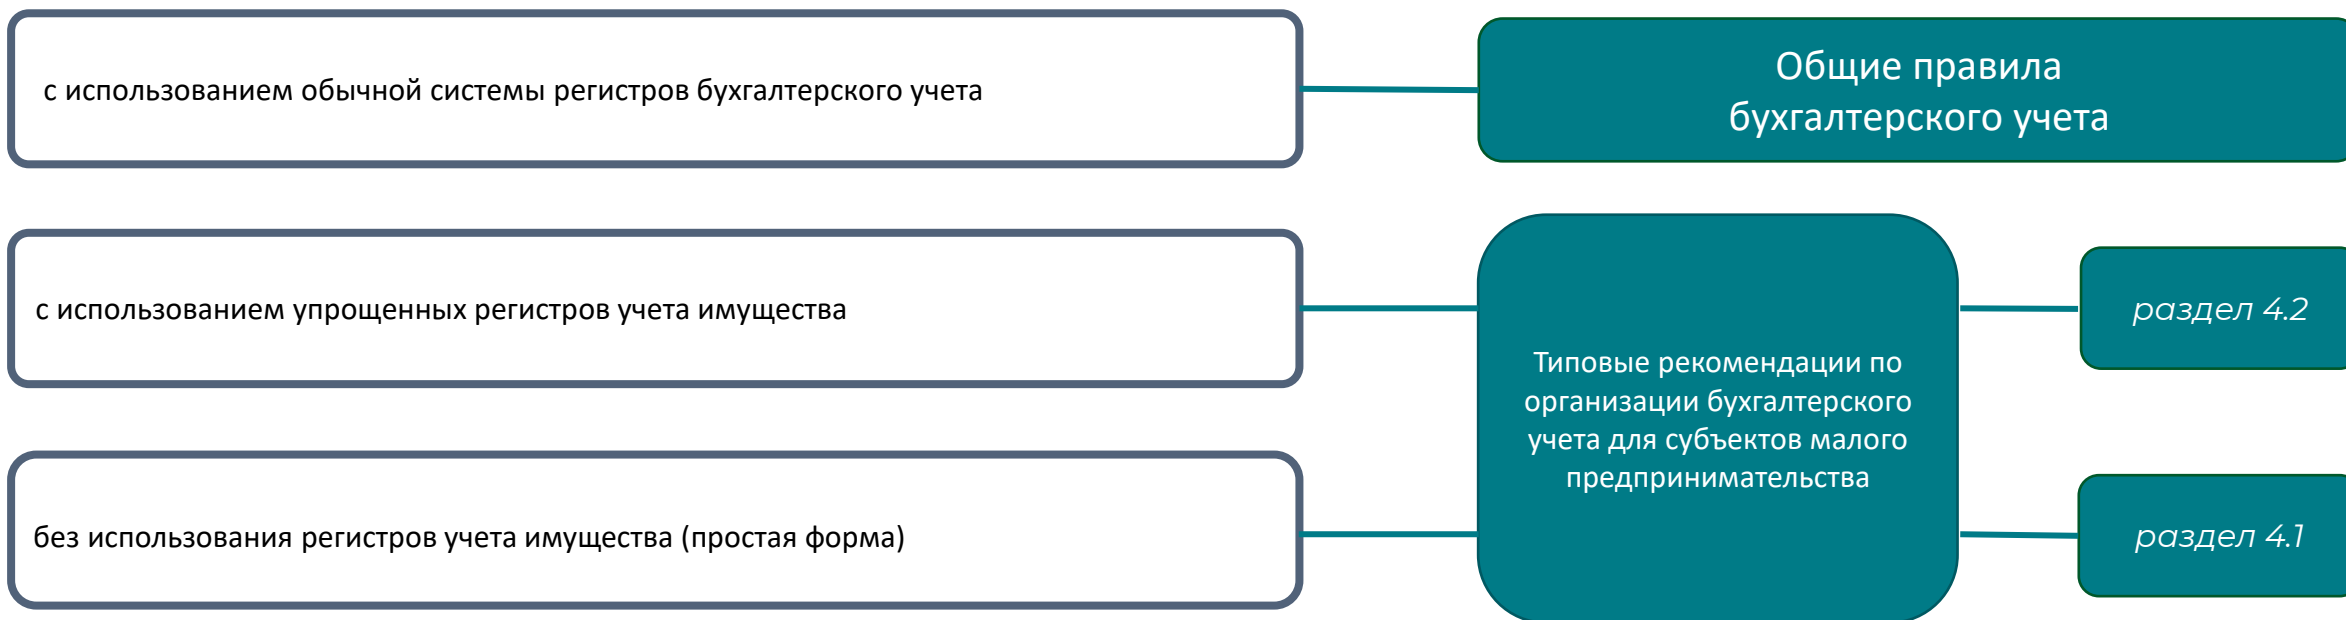 с использованием обычной системы регистров бухгалтерского учета
Общие правила
бухгалтерского учета
с использованием упрощенных регистров учета имущества
раздел 4.2
Типовые рекомендации по
организации бухгалтерского
учета для субъектов малого
предпринимательства
без использования регистров учета имущества (простая форма)
раздел 4.1